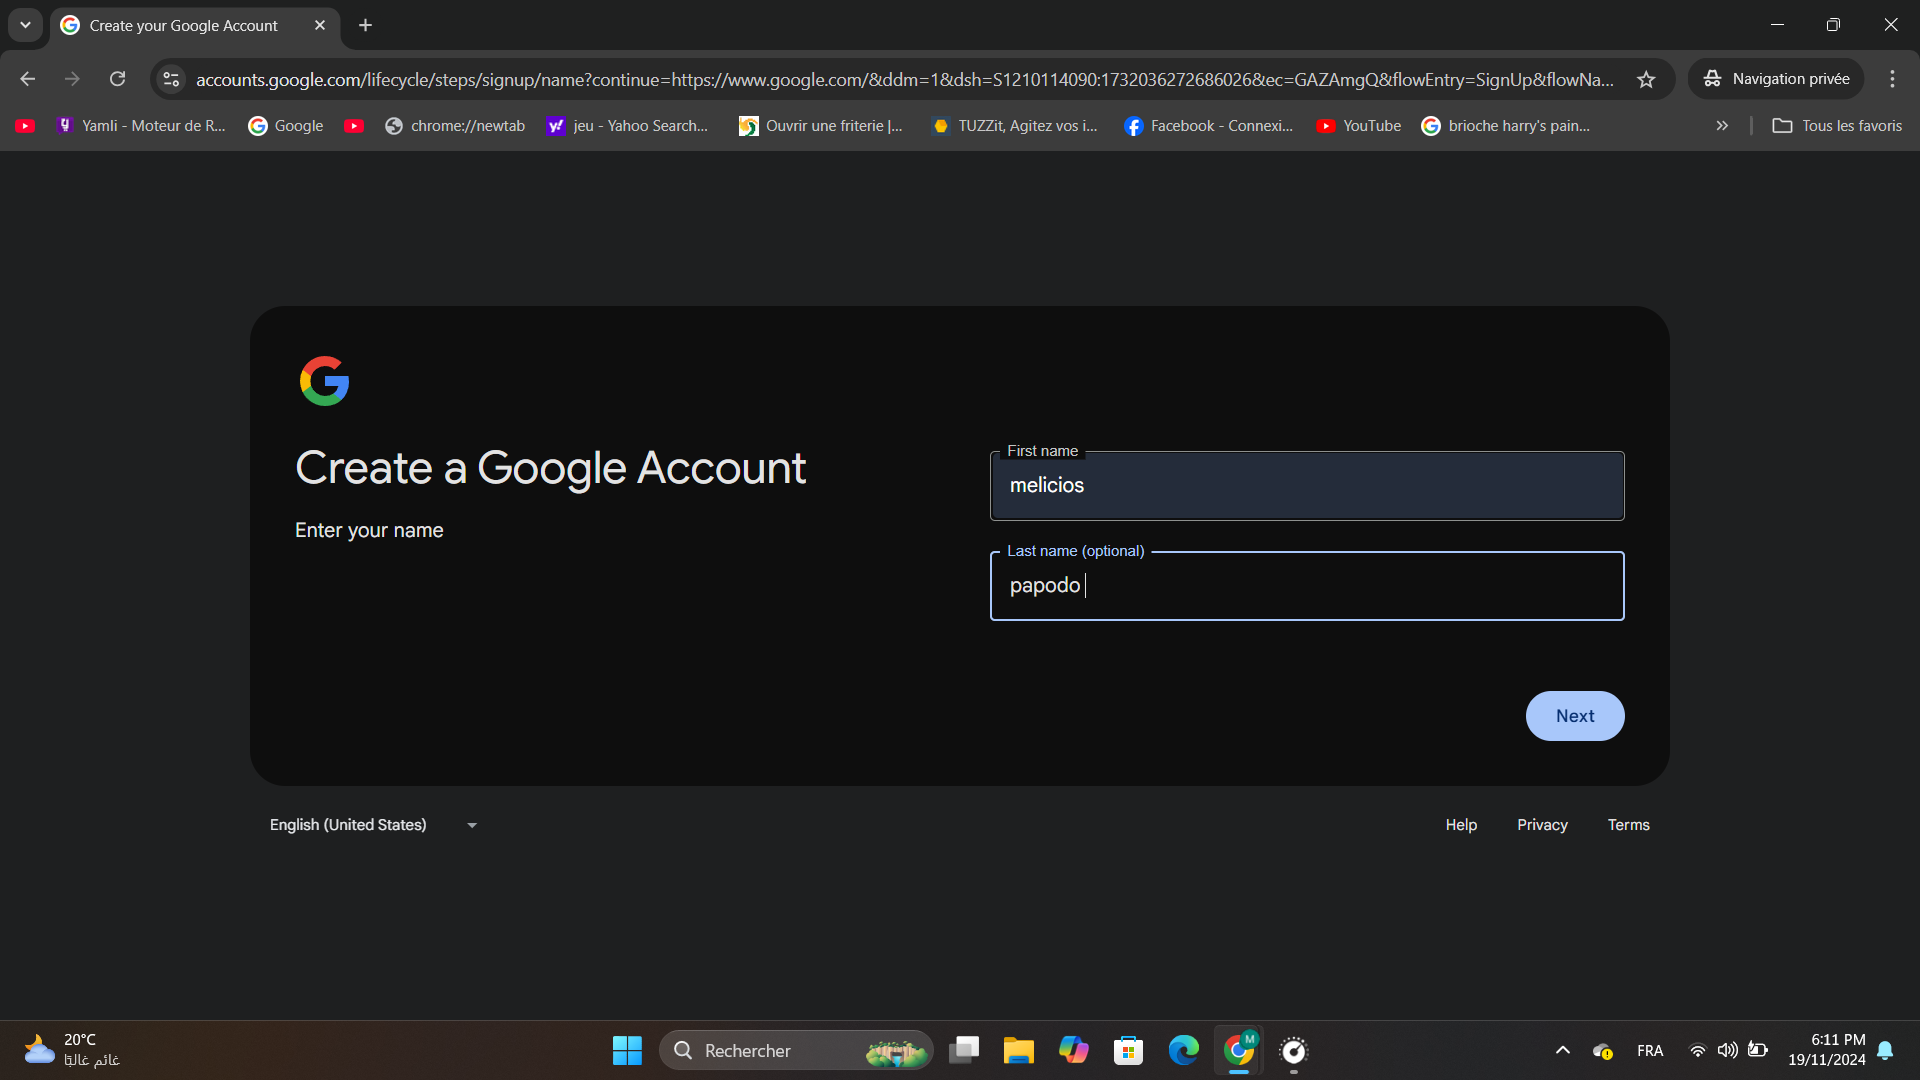 Create your Google Account
accounts.google.com/lifecycle/steps/signup/name?continue=https://www.google.com/&ddm=1&dsh=S1210114090:1732036272686026&ec=GAZAmgQ&flowEntry=SignUp&flowNa...
Navigation privée
Yamli - Moteur de R...
Google
chrome://newtab
jeu - Yahoo Search...
Ouvrir une friterie |...
TUZZit, Agitez vos i...
Facebook - Connexi...
YouTube
brioche harry's pain...
Tous les favoris
Create a Google Account
Enter your name
First name
melicios
Last name (optional)
papodo
Next
English (United States)
Help
Privacy
Terms
20°C
غائم غالبًا
Rechercher
M
FRA
6:11 PM
19/11/2024